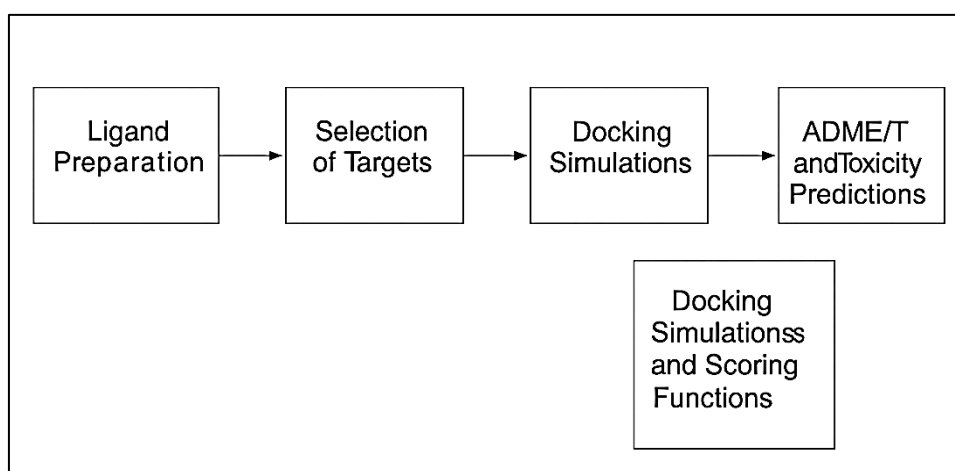 Ligand
Preparation
Selection
of Targets
Docking
Simulations
ADME/T
andToxicity
Predictions
Docking
Simulationss
and Scoring
Functions